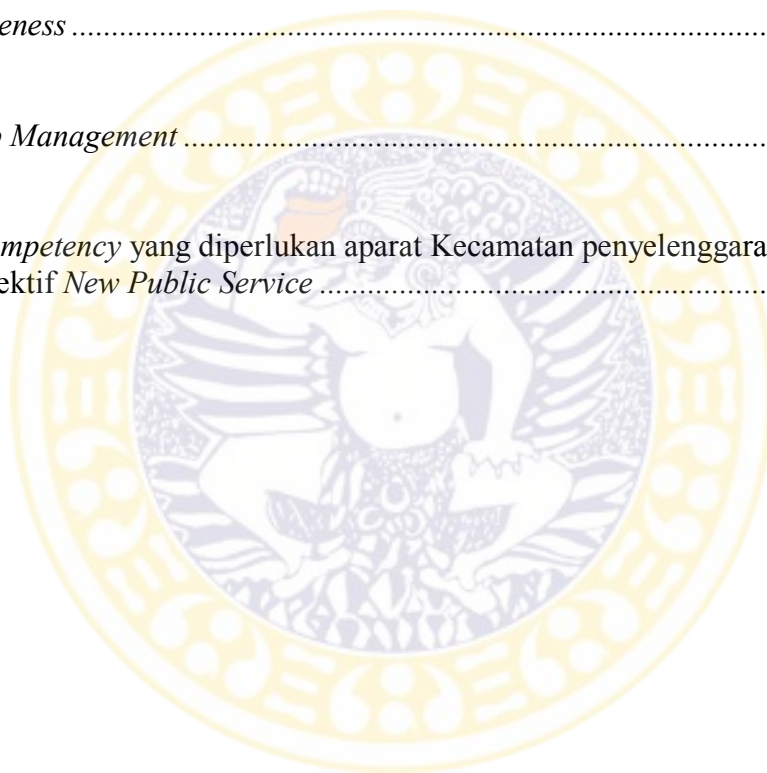 eness ........................................................................................
Management ..........................................................................
mpetency yang diperlukan aparat Kecamatan penyelenggara
ektif New Public Service .........................................................